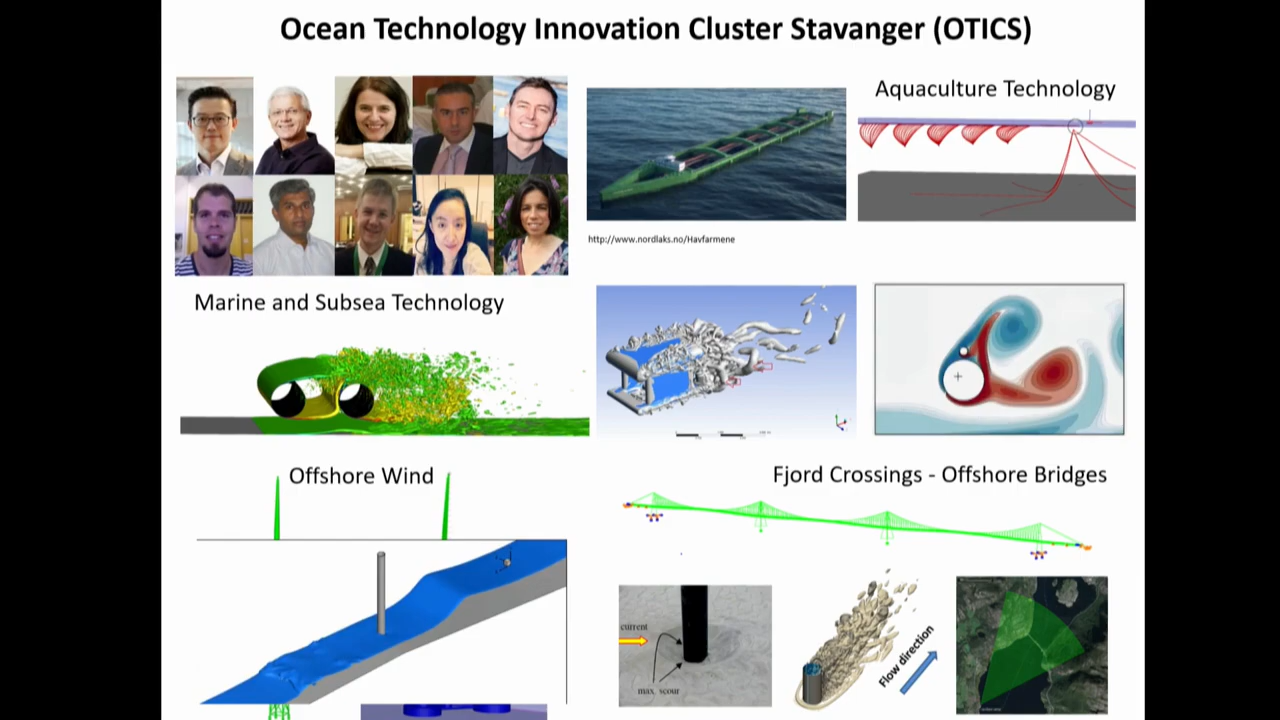 Ocean Technology Innovation Cluster Stavanger (OTICS)
Aquaculture Technology
http://www.nordlaks.no/Havfarmene
Marine and Subsea Technology
Offshore Wind
Fjord Crossings - Offshore Bridges
current
max. scour
Flow direction